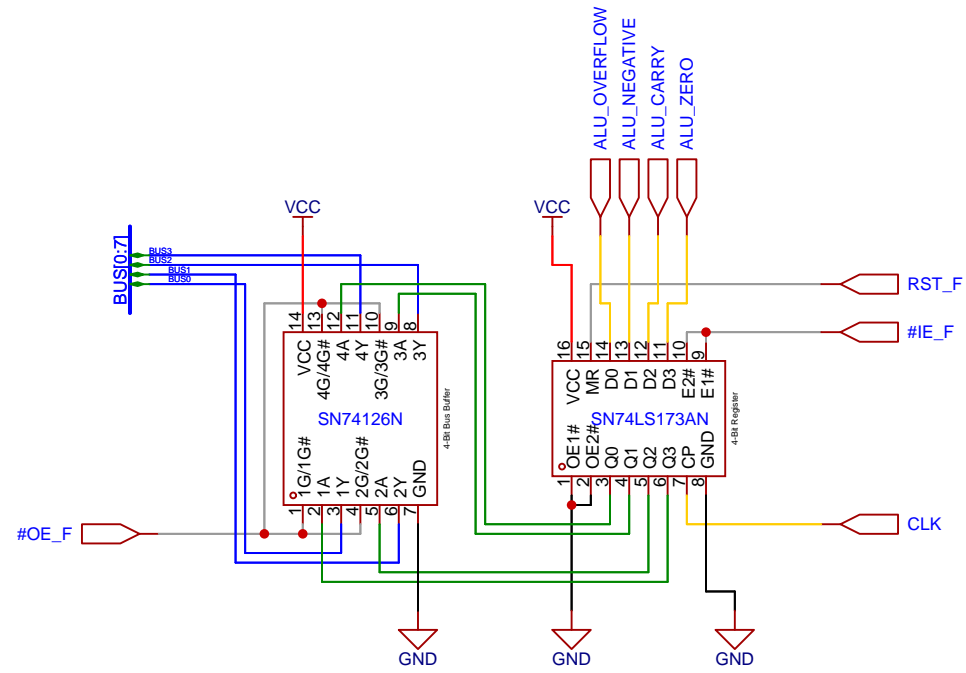 ALU_OVERFLOW
ALU_NEGATIVE
ALU_CARRY
ALU_ZERO
VCC
VCC
BUS[0:7]
BUS3
BUS2
BUS1
BUS0
RST_F
#IE_F
14
13
12
11
10
9
8
VCC
4G/4G#
4A
4Y
3G/3G#
3A
3Y
SN74126N
4-Bit Bus Buffer
1G/1G#
1A
1Y
2G/2G#
2A
2Y
GND
1
2
3
4
5
6
7
16
15
14
13
12
11
10
9
VCC
MR
D0
D1
D2
D3
E2#
E1#
SN74LS173AN
4-Bit Register
OE1#
OE2#
Q0
Q1
Q2
Q3
CP
GND
1
2
3
4
5
6
7
8
#OE_F
CLK
GND
GND
GND